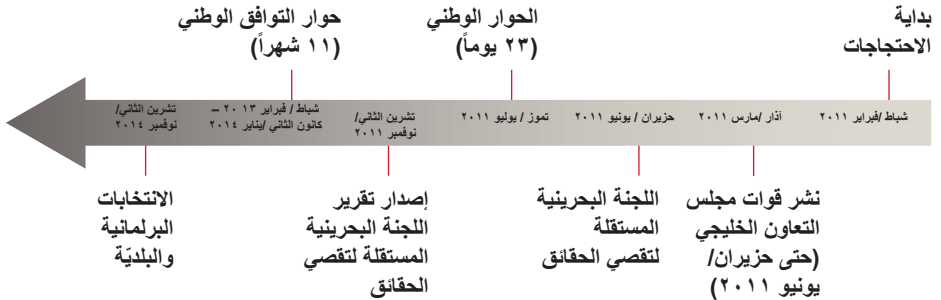 بداية
الاحتجاجات
الحوار الوطني
(٢٣ يوماً)
حوار التوافق الوطني
(١١ شهراً)
شباط /فبراير ٢٠١١
آذار /مارس ٢٠١١
حزيران / يونيو ٢٠١١
تموز / يوليو ٢٠١١
تشرين الثاني/
نوفمبر ٢٠١١
شباط / فبراير ٢٠١٣ –
كانون الثاني /يناير ٢٠١٤
تشرين الثاني/
نوفمبر ٢٠١٤
نشر قوات مجلس
التعاون الخليجي
(حتى حزيران/
يونيو ٢٠١١)
اللجنة البحرينية
المستقلة
لتقصي الحقائق
إصدار تقرير
اللجنة البحرينية
المستقلة لتقصي
الحقائق
الانتخابات
البرلمانية
والبلديّة